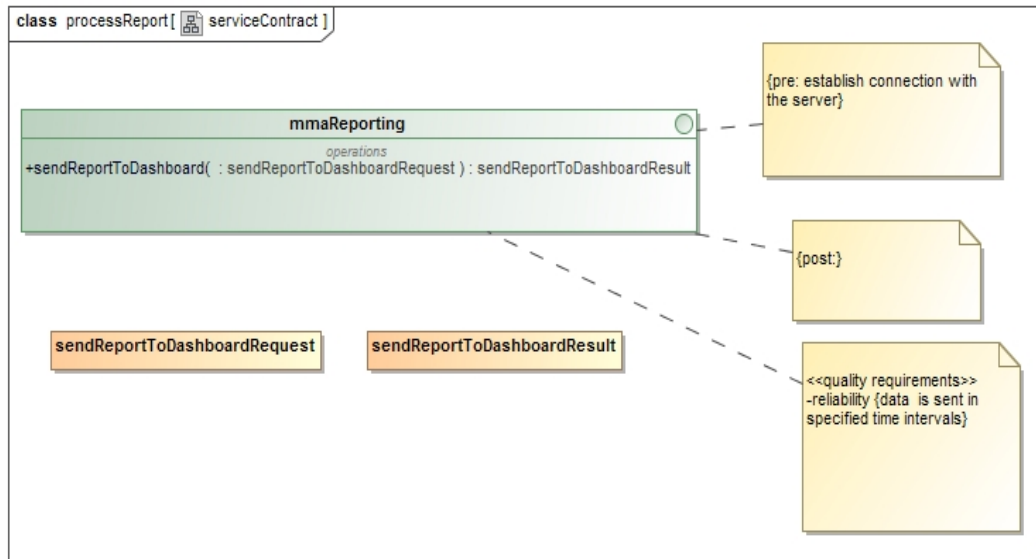 class processReport[ serviceContract ]
{pre: establish connection with
the server}
mmaReporting
operations
+sendReportToDashboard( : sendReportToDashboardRequest ) : sendReportToDashboardResult
{post:}
sendReportToDashboardRequest
sendReportToDashboardResult
<<quality requirements>>
-reliability {data is sent in
specified time intervals}